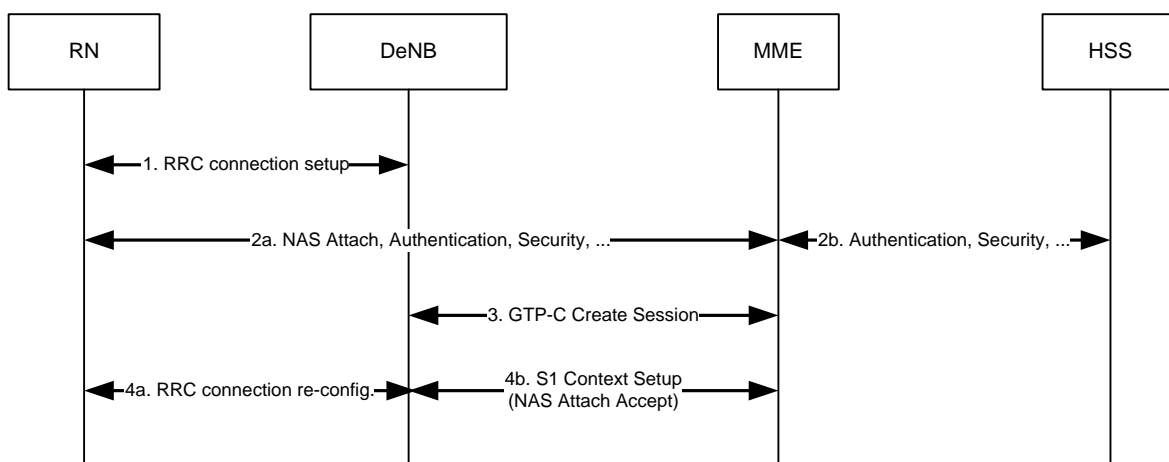 RN
DeNB
MME
HSS
1. RRC connection setup
2a. NAS Attach, Authentication, Security, ...
2b. Authentication, Security, ...
3. GTP-C Create Session
4a. RRC connection re-config.
4b. S1 Context Setup
(NAS Attach Accept)